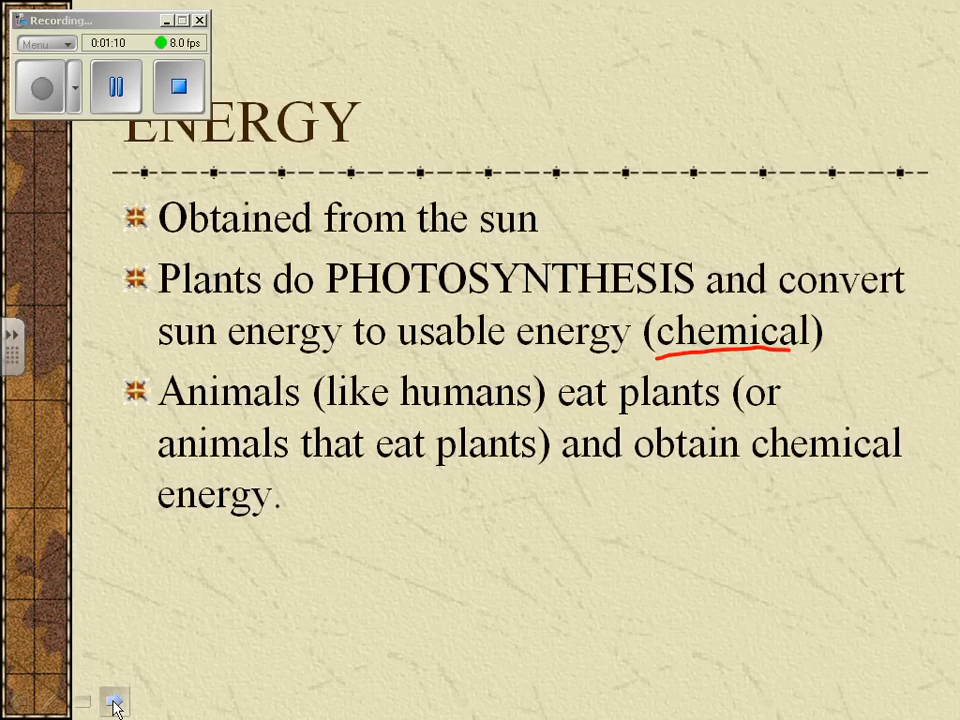 Recording...
Menu
0:01:10
8.0 fps
ENERGY
Obtained from the sun
Plants do PHOTOSYNTHESIS and convert
sun energy to usable energy (chemical)
Animals (like humans) eat plants (or
animals that eat plants) and obtain chemical
energy.